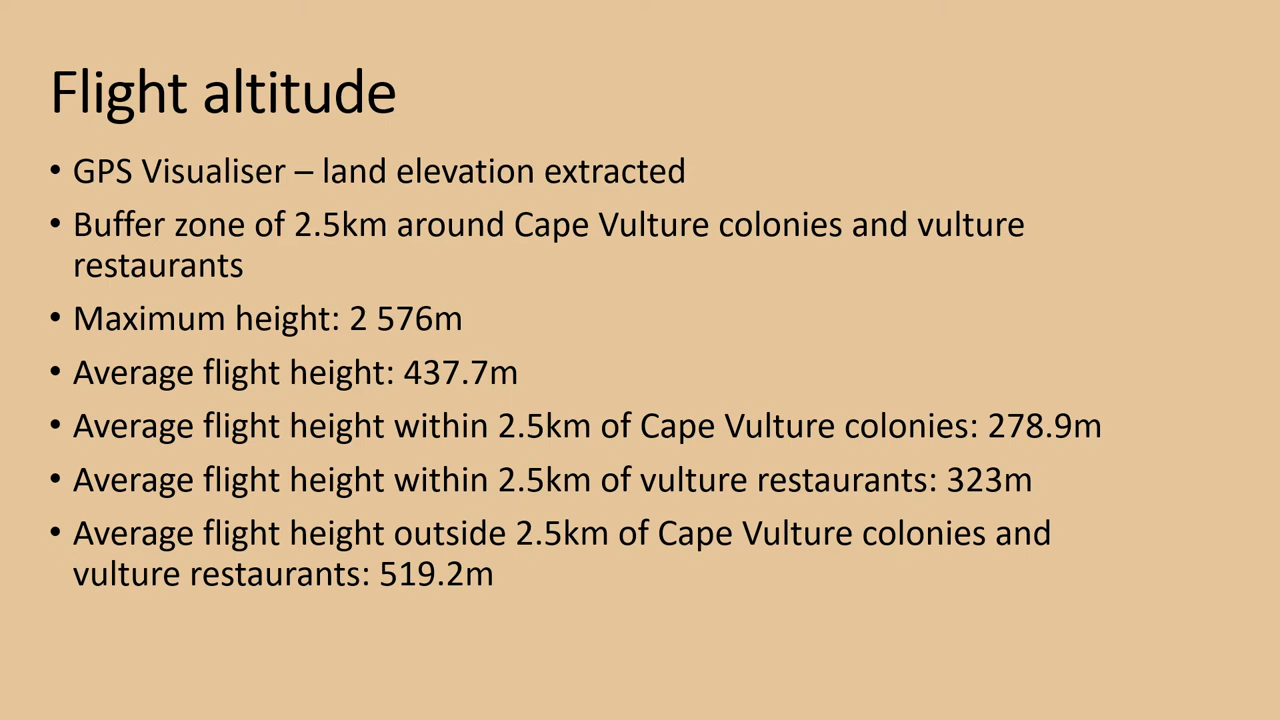 Flight altitude
• GPS Visualiser – land elevation extracted
• Buffer zone of 2.5km around Cape Vulture colonies and vulture
restaurants
• Maximum height: 2 576m
• Average flight height: 437.7m
• Average flight height within 2.5km of Cape Vulture colonies: 278.9m
• Average flight height within 2.5km of vulture restaurants: 323m
• Average flight height outside 2.5km of Cape Vulture colonies and
vulture restaurants: 519.2m